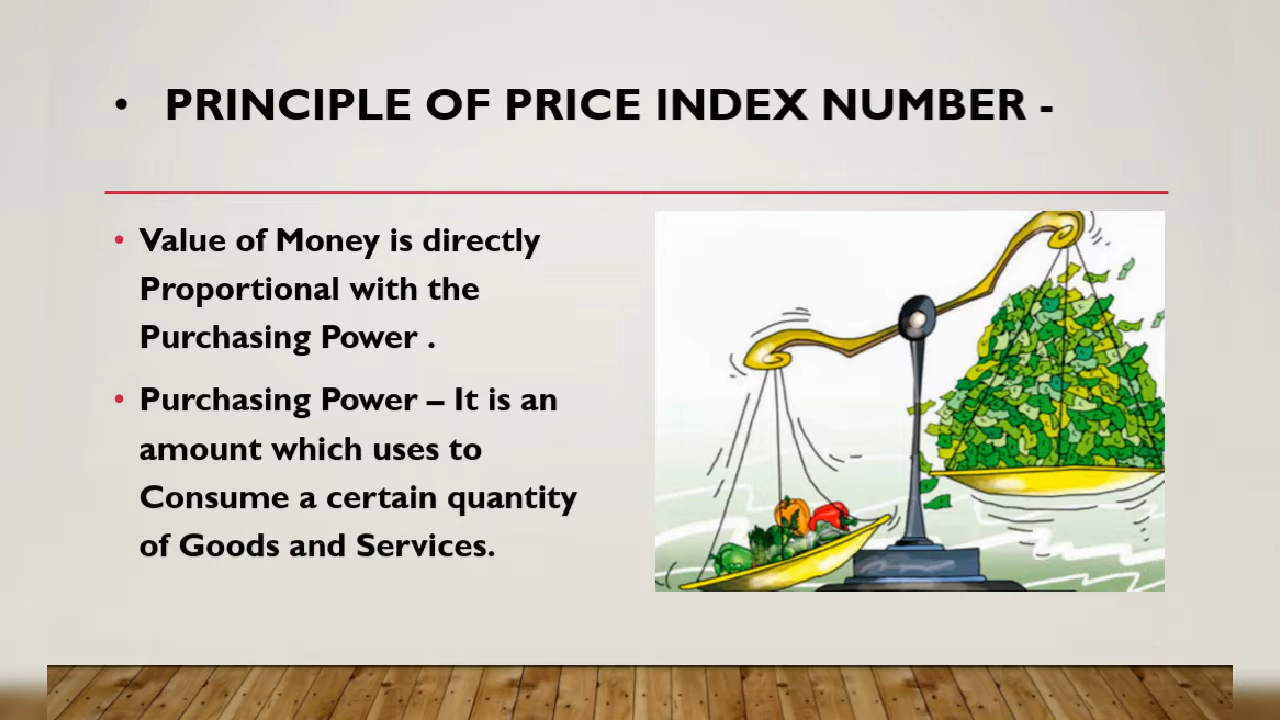 • PRINCIPLE OF PRICE INDEX NUMBER -
• Value of Money is directly
Proportional with the
Purchasing Power .
• Purchasing Power – It is an
amount which uses to
Consume a certain quantity
of Goods and Services.